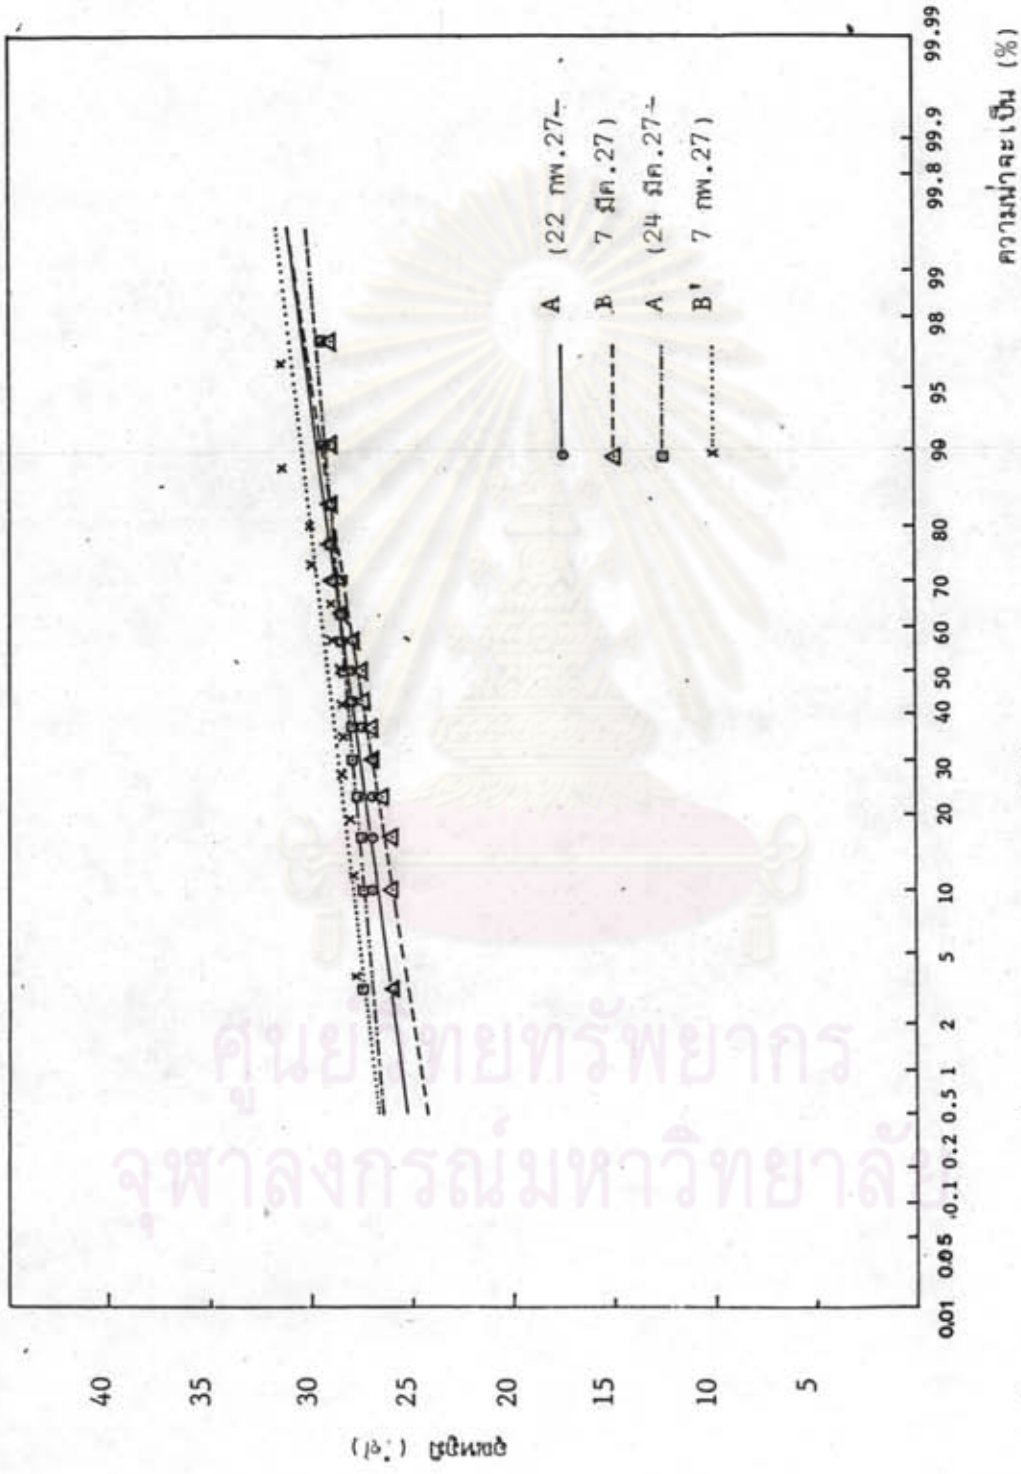 อุณหภูมิ (°ซ)
40
35
30
25
20
15
10
5
A (22 กพ.27-
B 7 มีค.27)
A (24 มีค.27-
B' 7 กพ.27)
0.01 0.05 0.1 0.2 0.5 1 2 5 10 20 30 40 50 60 70 80 90 95 98 99 99.8 99.9 99.99
ความน่าจะเป็น (%)
ศูนย์วิทยทรัพยากร
จุฬาลงกรณ์มหาวิทยาลัย